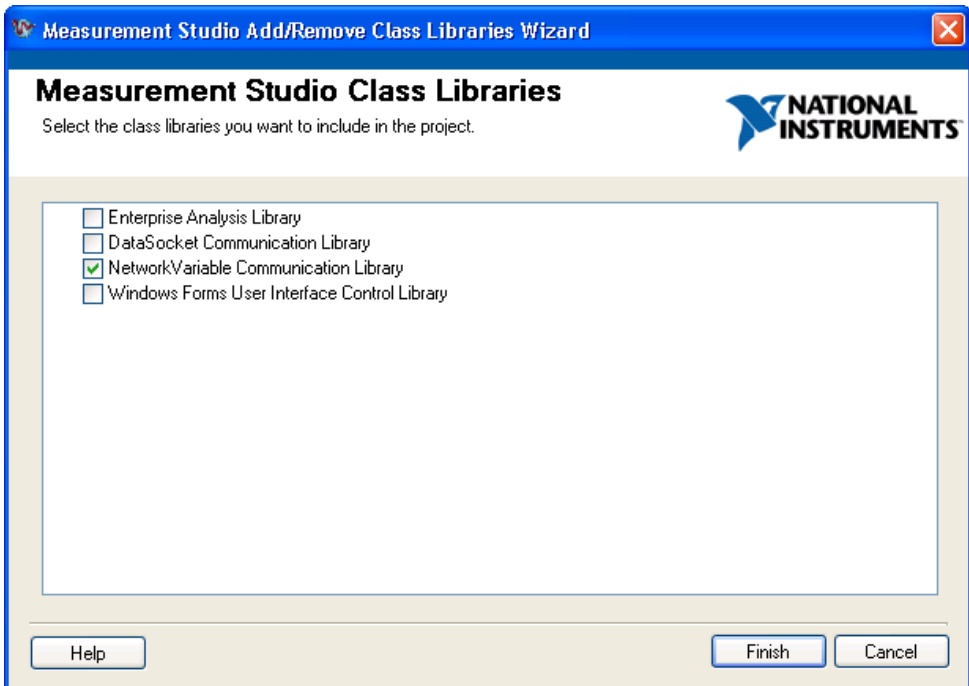 Measurement Studio Add/Remove Class Libraries Wizard
Measurement Studio Class Libraries
Select the class libraries you want to include in the project.
NATIONAL
INSTRUMENTS
Enterprise Analysis Library
DataSocket Communication Library
NetworkVariable Communication Library
Windows Forms User Interface Control Library
Help
Finish
Cancel